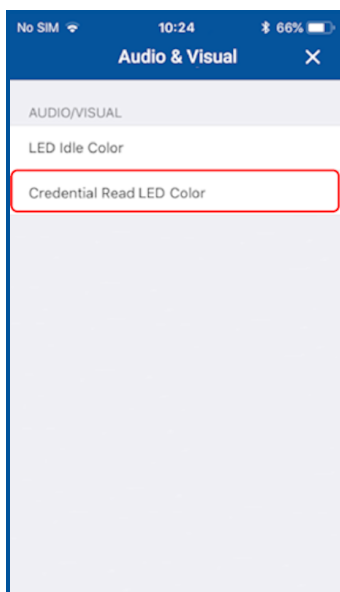 No SIM 10:24 66%
Audio & Visual
AUDIO/VISUAL
LED Idle Color
Credential Read LED Color